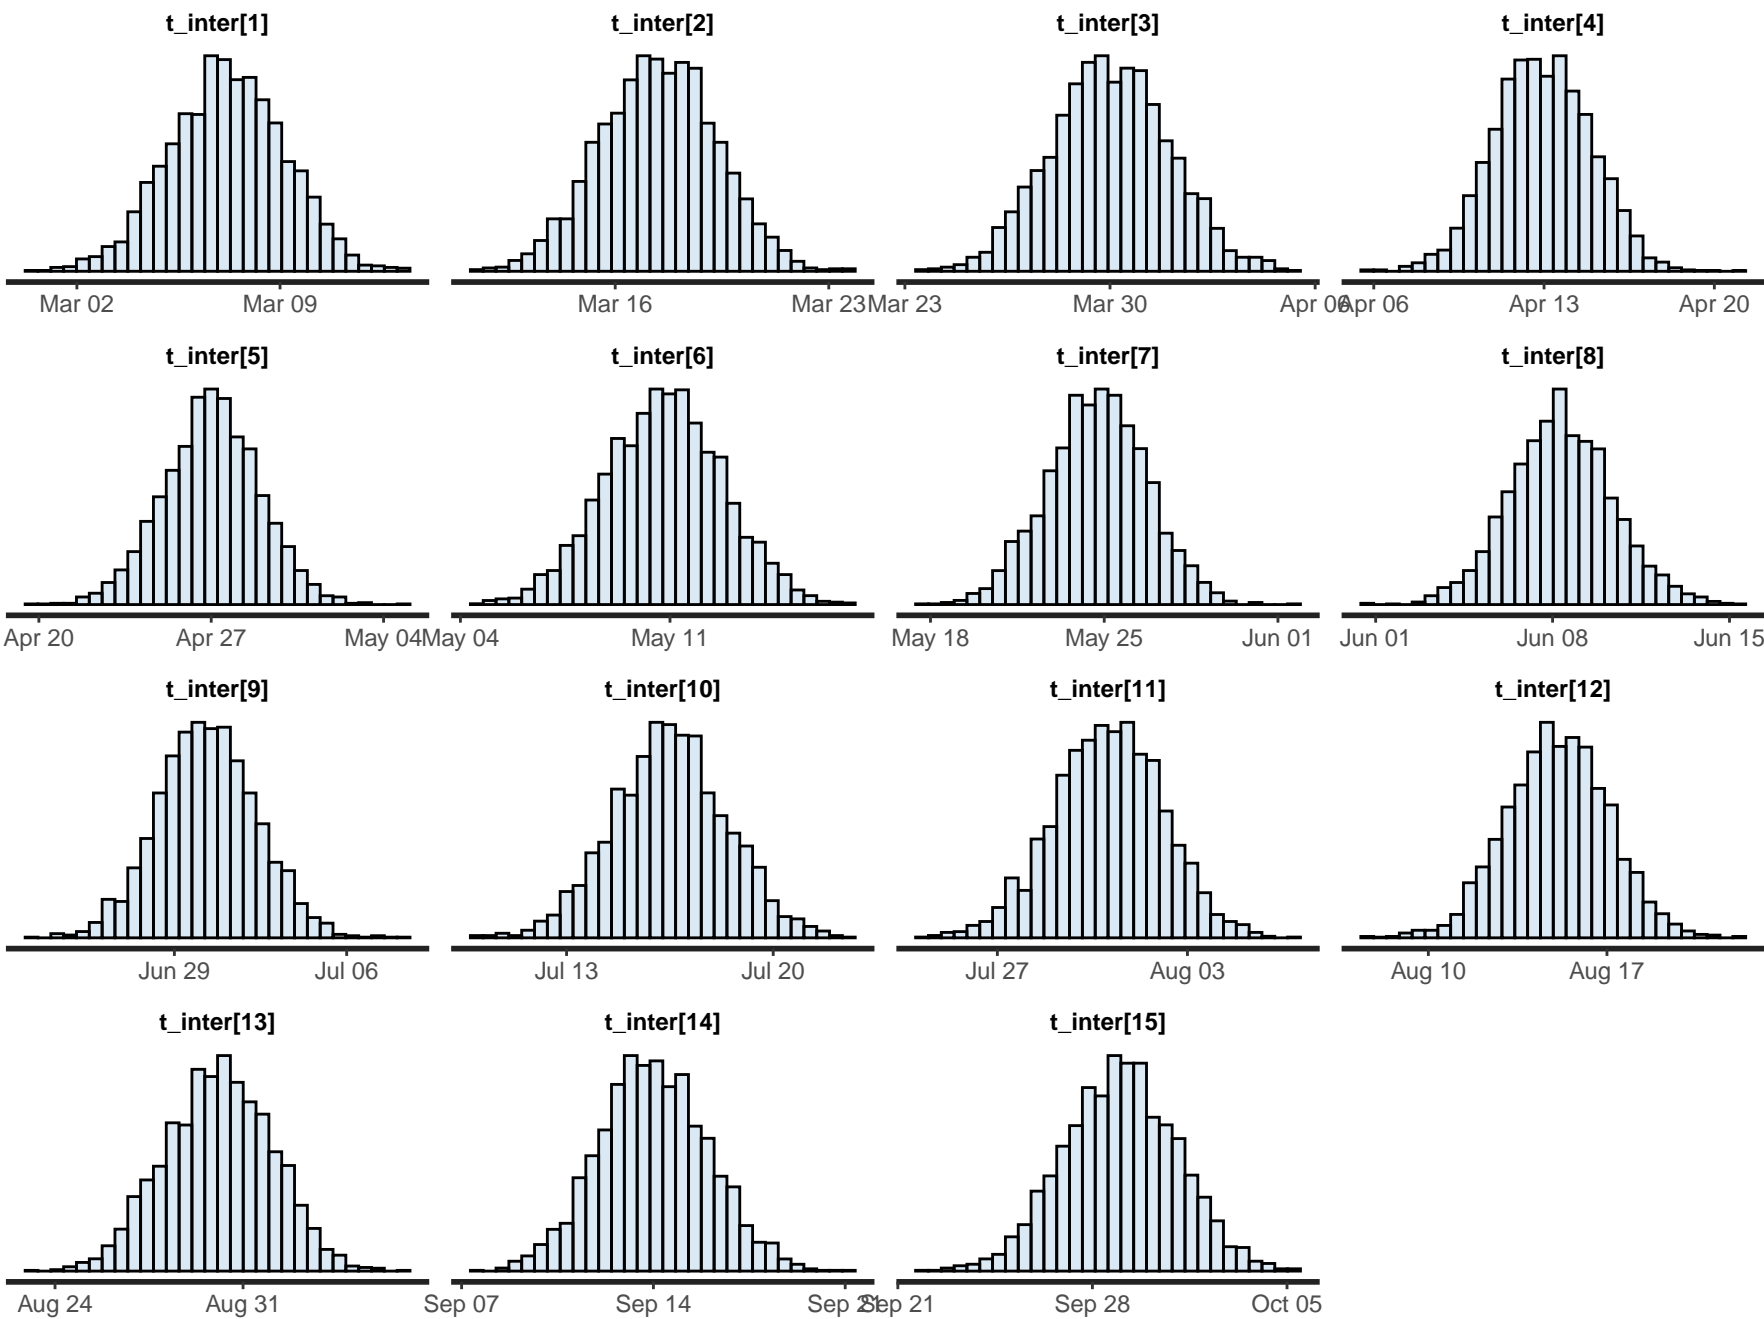 t_inter[1] t_inter[2] t_inter[3] t_inter[4]
Mar 02 Mar 09 Mar 16 Mar 23 Mar 23 Mar 30 Apr 06 Apr 06 Apr 13 Apr 20
t_inter[5] t_inter[6] t_inter[7] t_inter[8]
Apr 20 Apr 27 May 04 May 04 May 11 May 18 May 25 Jun 01 Jun 01 Jun 08 Jun 15
t_inter[9] t_inter[10] t_inter[11] t_inter[12]
Jun 29 Jul 06 Jul 13 Jul 20 Jul 27 Aug 03 Aug 10 Aug 17
t_inter[13] t_inter[14] t_inter[15]
Aug 24 Aug 31 Sep 07 Sep 14 Sep 21 Sep 21 Sep 28 Oct 05